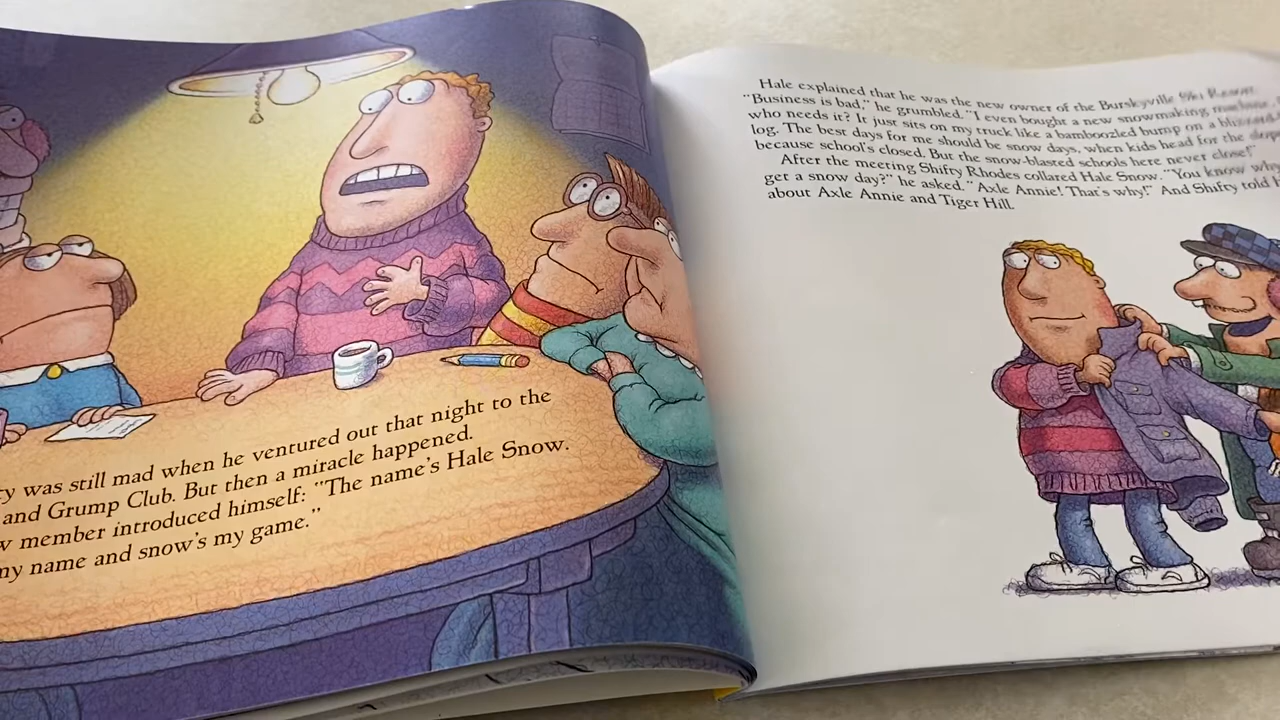 ty was still mad when he ventured out that night to the
and Grump Club. But then a miracle happened.
w member introduced himself: "The name's Hale Snow.
my name and snow's my game."
Hale explained that he was the new owner of the Burskyville Ski Resort.
"Business is bad," he grumbled. "I even bought a new snowmaking machine,
who needs it? It just sits on my truck like a bamboozled bump on a blizzard
log. The best days for me should be snow days, when kids head for the slopes
because school's closed. But the snow-blasted schools here never close!"
After the meeting Shifty Rhodes collared Hale Snow. "You know why
get a snow day?" he asked. "Axle Annie! That's why!" And Shifty told
about Axle Annie and Tiger Hill.